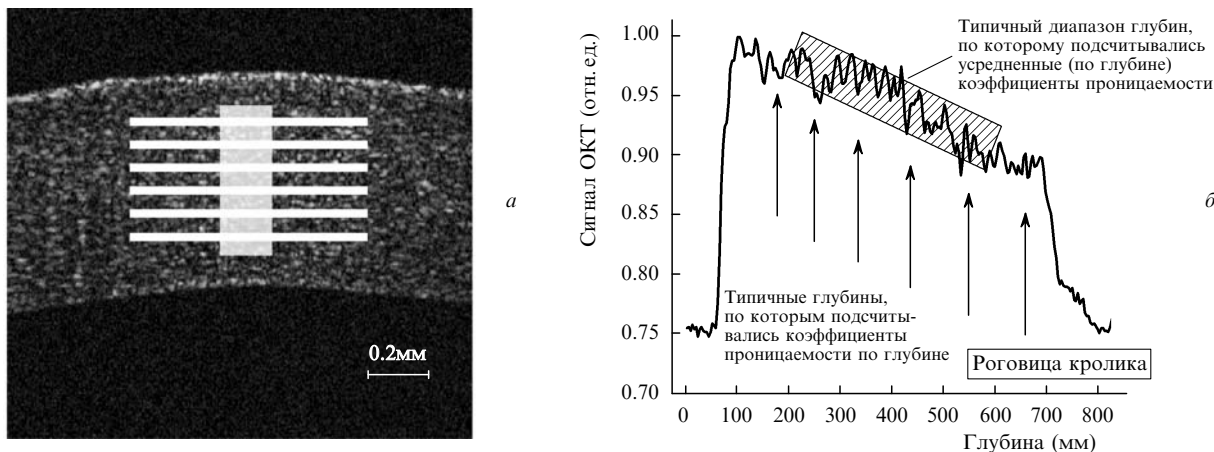 0.2мм
а
Сигнал ОКТ (отн. ед.)
1.00
0.95
0.90
0.85
0.80
0.75
0.70
Типичный диапазон глубин,
по которому подсчитывались
усредненные (по глубине)
коэффициенты проницаемости
Типичные глубины,
по которым подсчиты-
вались коэффициенты
проницаемости по глубине
Роговица кролика
0 100 200 300 400 500 600 700 800
Глубина (мм)
б